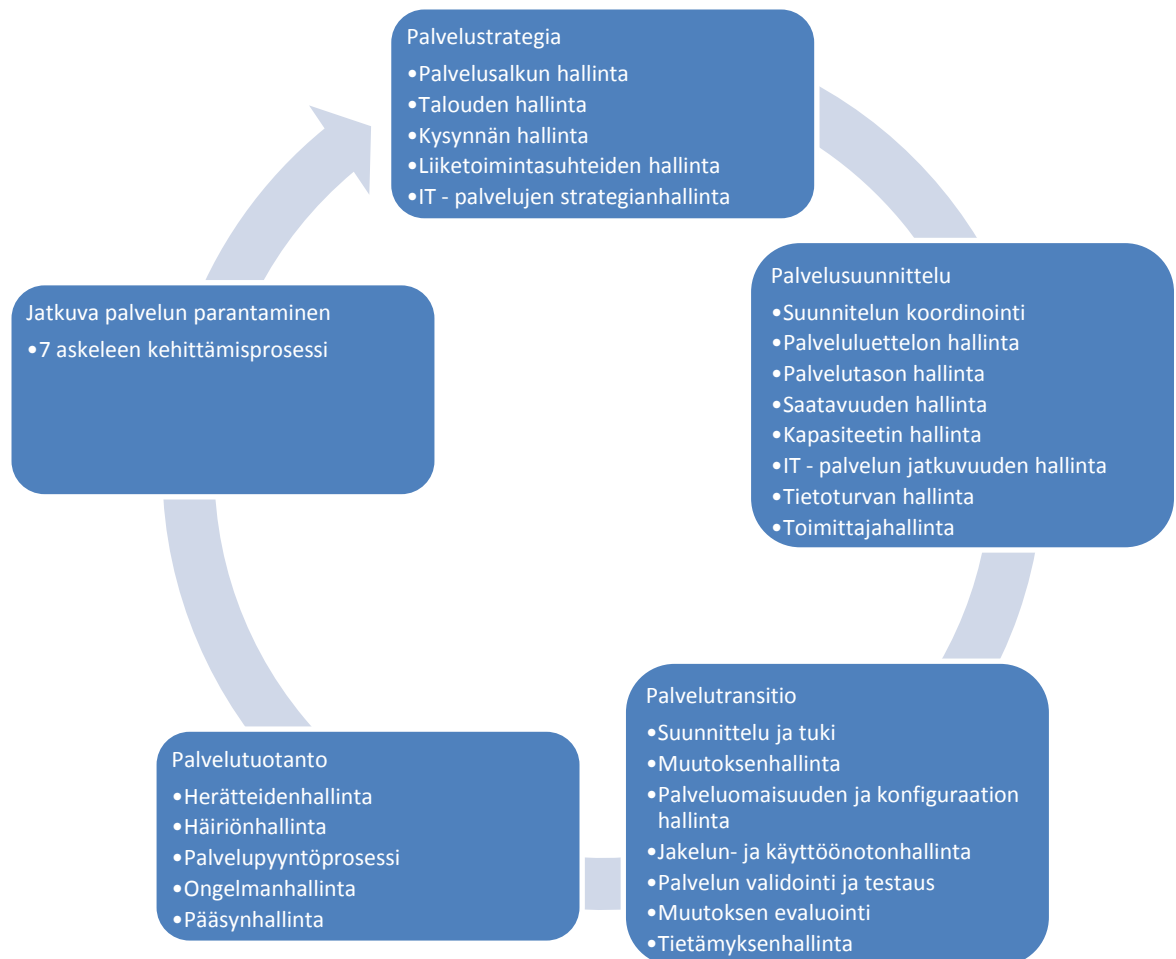 Palvelustrategia
•Palvelusalkun hallinta
•Talouden hallinta
•Kysynnän hallinta
•Liiketoimintasuhteiden hallinta
•IT - palvelujen strategianhallinta
Palvelusuunnittelu
•Suunnitelun koordinointi
•Palveluluettelon hallinta
•Palvelutason hallinta
•Saatavuuden hallinta
•Kapasiteetin hallinta
•IT - palvelun jatkuvuuden hallinta
•Tietoturvan hallinta
•Toimittajahallinta
Palvelutransitio
•Suunnittelu ja tuki
•Muutoksenhallinta
•Palveluomaisuuden ja konfiguraation
hallinta
•Jakelun- ja käyttöönotonhallinta
•Palvelun validointi ja testaus
•Muutoksen evaluointi
•Tietämyksenhallinta
Palvelutuotanto
•Herätteidenhallinta
•Häiriönhallinta
•Palvelupyyntöprosessi
•Ongelmanhallinta
•Pääsynhallinta
Jatkuva palvelun parantaminen
•7 askeleen kehittämisprosessi